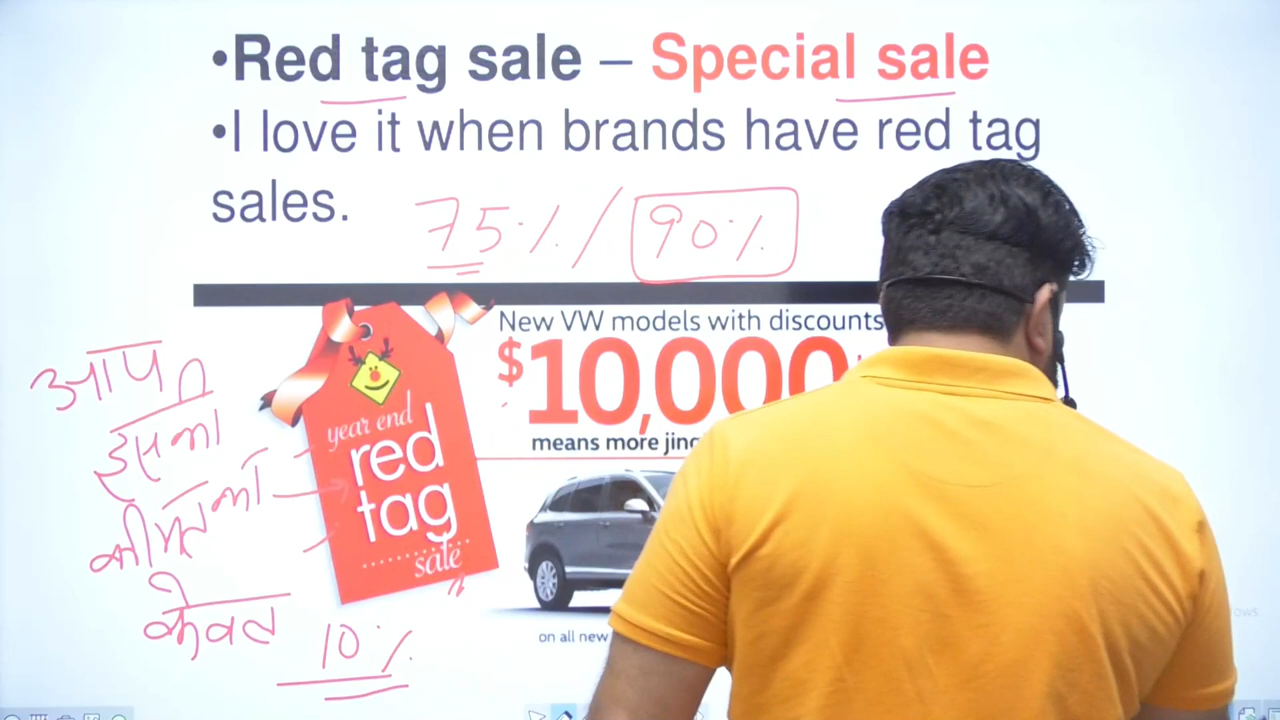 •Red tag sale – Special sale
•I love it when brands have red tag
sales.
75% / 90%
New VW models with discounts
$10,000
means more
year end
red
tag
sale
on all new
आप
इसका
कीमत का
केवल
10%